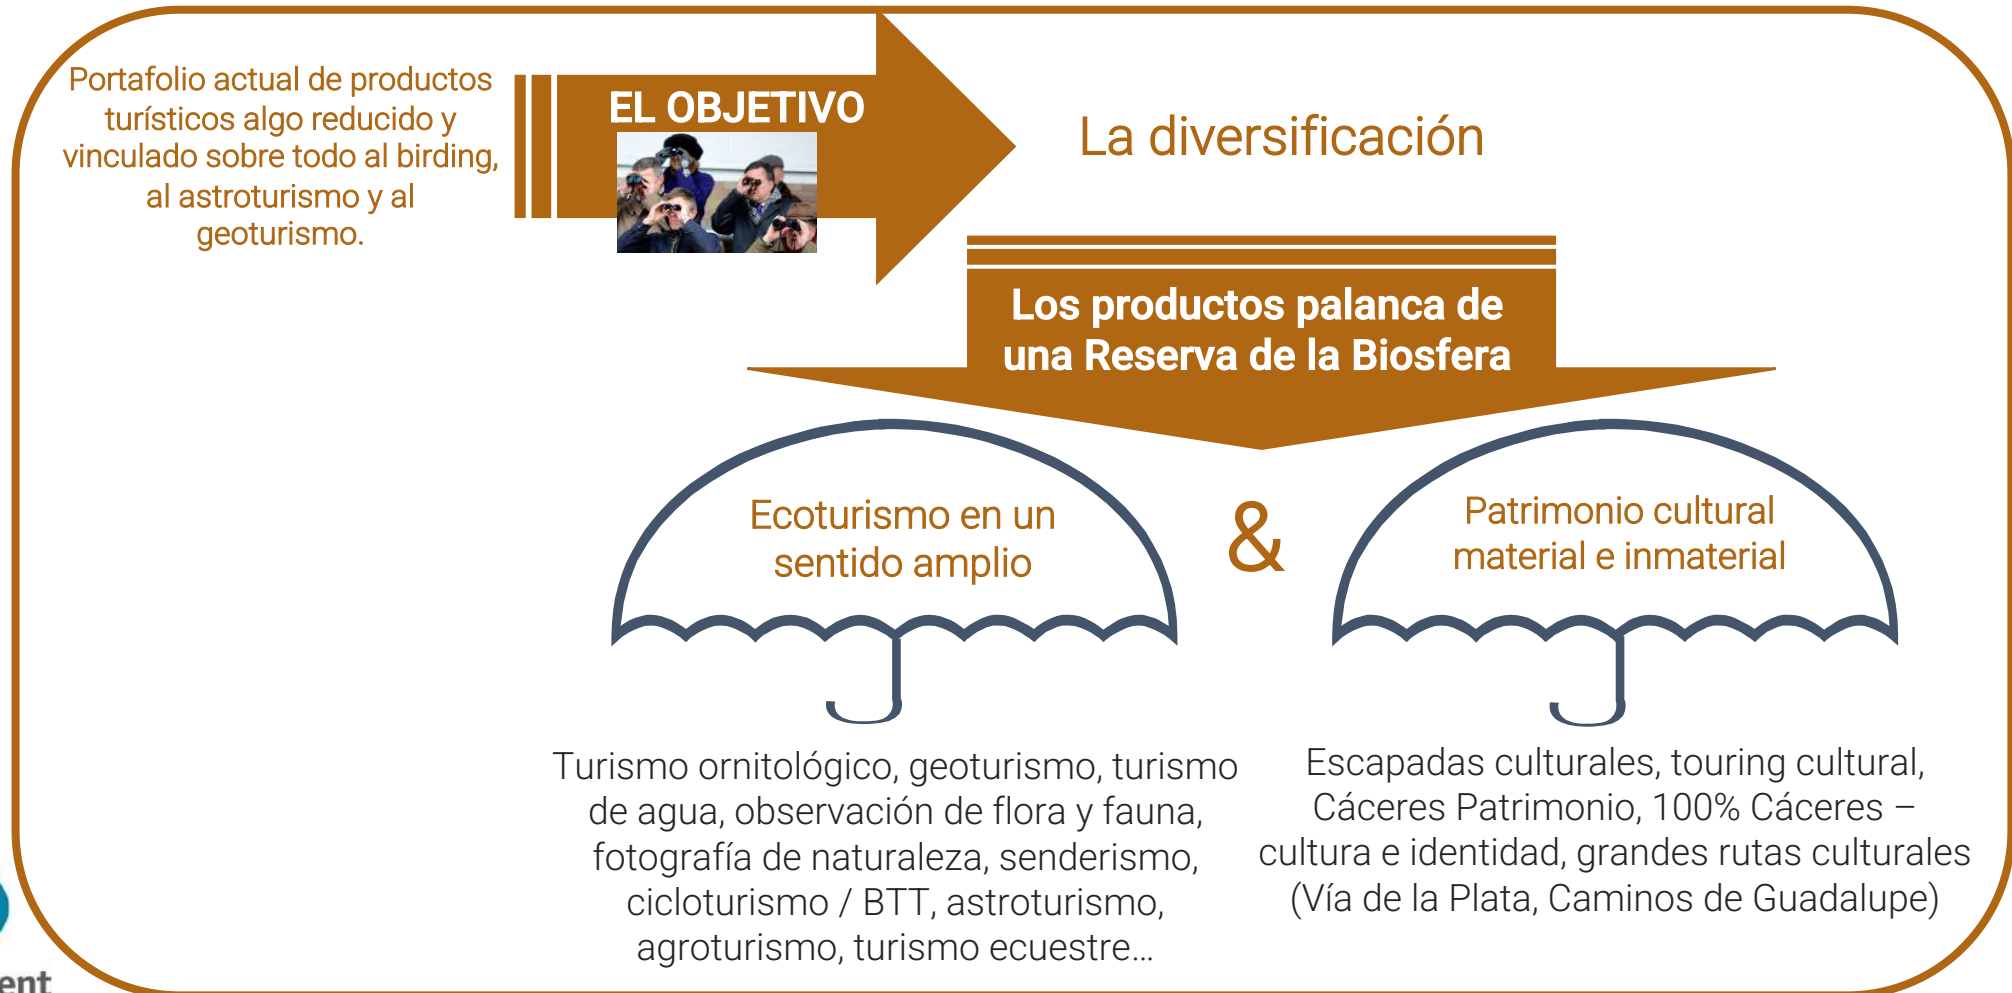 Portafolio actual de productos
turísticos algo reducido y
vinculado sobre todo al birding,
al astroturismo y al
geoturismo.
EL OBJETIVO
La diversificación
Los productos palanca de
una Reserva de la Biosfera
Ecoturismo en un
sentido amplio
&
Patrimonio cultural
material e inmaterial
Turismo ornitológico, geoturismo, turismo
de agua, observación de flora y fauna,
fotografía de naturaleza, senderismo,
cicloturismo / BTT, astroturismo,
agroturismo, turismo ecuestre…
Escapadas culturales, touring cultural,
Cáceres Patrimonio, 100% Cáceres –
cultura e identidad, grandes rutas culturales
(Vía de la Plata, Caminos de Guadalupe)
ent